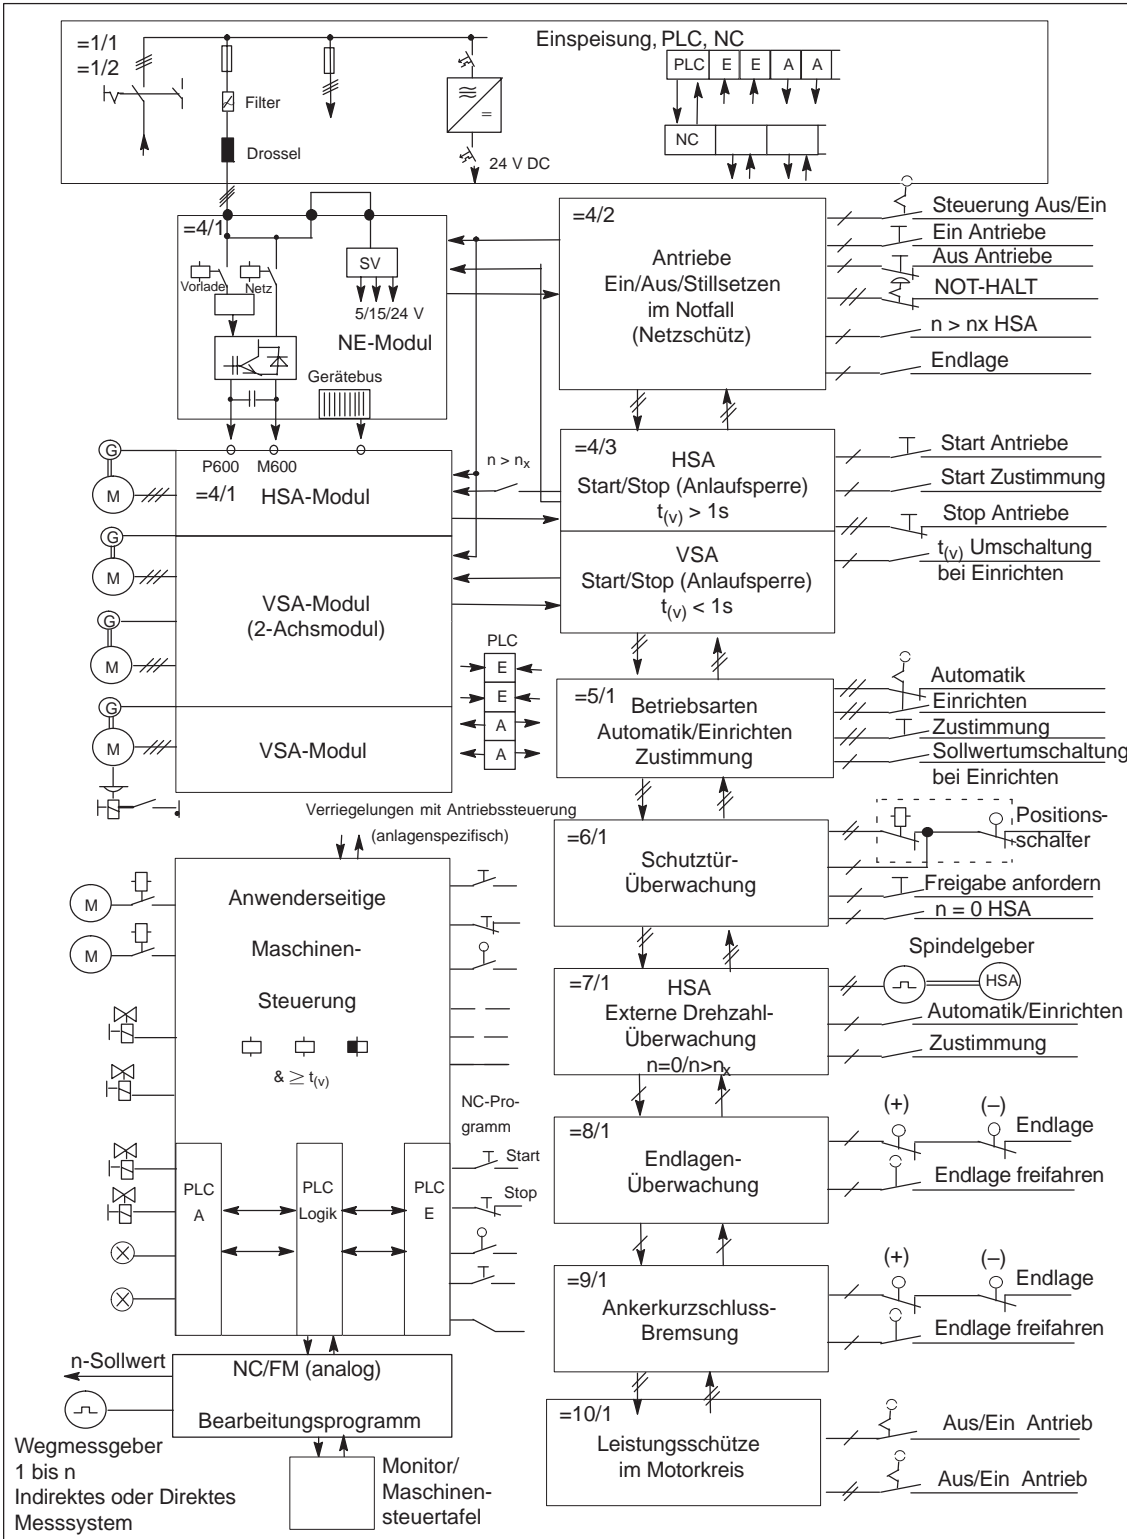 =1/1
=1/2
Einspeisung, PLC, NC
PLC E E A A
NC
Filter
Drossel
24 V DC
=4/1
SV
Vorlade
Netz
5/15/24 V
NE-Modul
Gerätebus
P600 M600
=4/2
Antriebe
Ein/Aus/Stillsetzen
im Notfall
(Netzschütz)
Steuerung Aus/Ein
Ein Antriebe
Aus Antriebe
NOT-HALT
n > nx HSA
Endlage
G
M
=4/1
HSA-Modul
n > nx
=4/3
HSA
Start/Stop (Anlaufsperre)
t(v) > 1s
Start Antriebe
Start Zustimmung
Stop Antriebe
t(v) Umschaltung
bei Einrichten
G
M
VSA-Modul
(2-Achsmodul)
G
M
VSA
Start/Stop (Anlaufsperre)
t(v) < 1s
PLC
E
E
A
A
G
M
VSA-Modul
=5/1
Betriebsarten
Automatik/Einrichten
Zustimmung
Automatik
Einrichten
Zustimmung
Sollwertumschaltung
bei Einrichten
Verriegelungen mit Antriebssteuerung
(anlagenspezifisch)
=6/1
Schutztür-
Überwachung
Positions-
schalter
Freigabe anfordern
n = 0 HSA
M
M
Anwenderseitige
Maschinen-
Steuerung
& ≥ t(v)
=7/1
HSA
Externe Drehzahl-
Überwachung
n=0/n>nx
Spindelgeber
HSA
Automatik/Einrichten
Zustimmung
NC-Pro-
gramm
Start
Stop
PLC
A
PLC
Logik
PLC
E
=8/1
Endlagen-
Überwachung
(+) (–)
Endlage
Endlage freifahren
=9/1
Ankerkurzschluss-
Bremsung
(+) (–)
Endlage
Endlage freifahren
n-Sollwert
NC/FM (analog)
Bearbeitungsprogramm
=10/1
Leistungsschütze
im Motorkreis
Aus/Ein Antrieb
Aus/Ein Antrieb
Wegmessgeber
1 bis n
Indirektes oder Direktes
Messsystem
Monitor/
Maschinen-
steuertafel